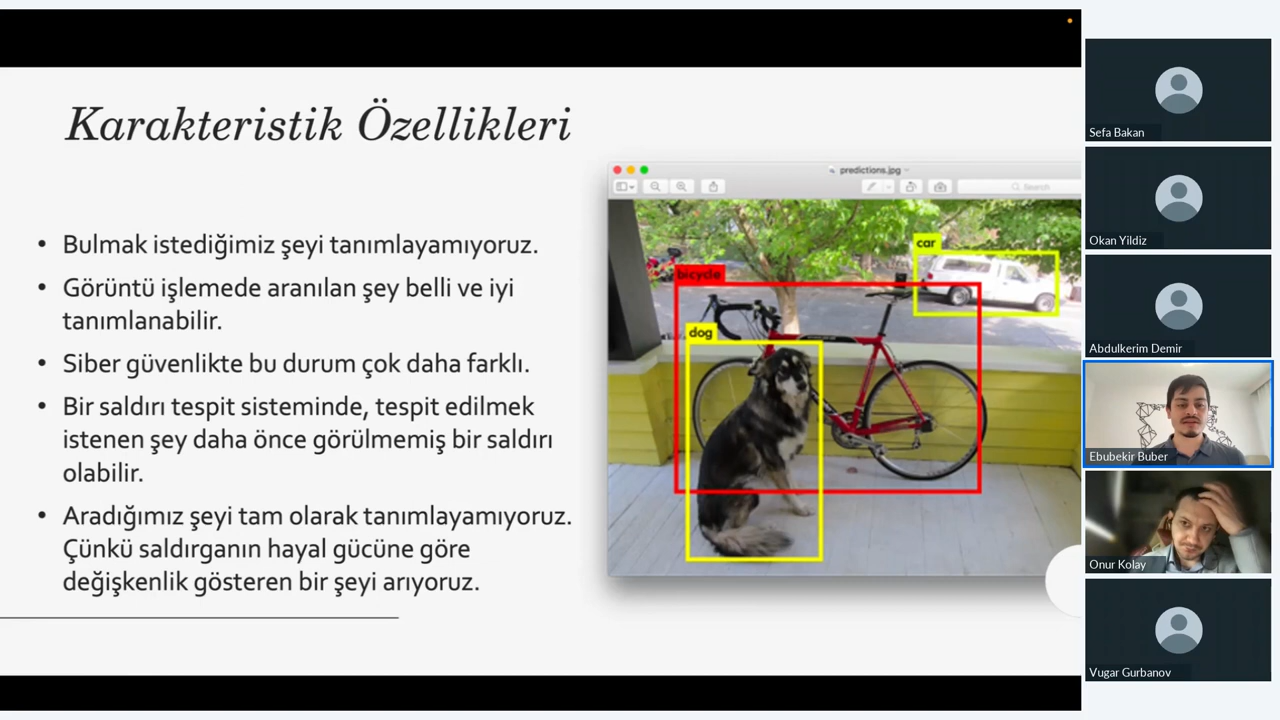 Karakteristik Özellikleri
• Bulmak istediğimiz şeyi tanımlayamıyoruz.
• Görüntü işlemede aranılan şey belli ve iyi
tanımlanabilir.
• Siber güvenlikte bu durum çok daha farklı.
• Bir saldırı tespit sisteminde, tespit edilmek
istenen şey daha önce görülmemiş bir saldırı
olabilir.
• Aradığımız şeyi tam olarak tanımlayamıyoruz.
Çünkü saldırganın hayal gücüne göre
değişkenlik gösteren bir şeyi arıyoruz.
predictions.jpg
Search
car
bicycle
dog
Sefa Bakan
Okan Yildiz
Abdulkerim Demir
Ebubekir Buber
Onur Kolay
Vugar Gurbanov